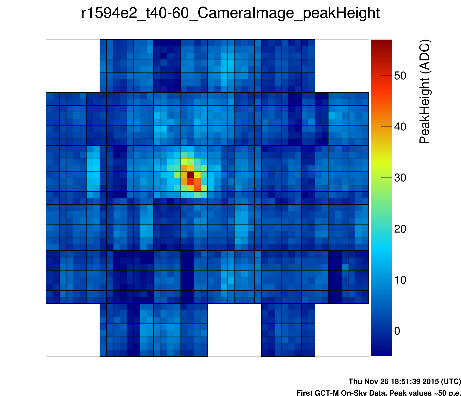 r1594e2_t40-60_CameraImage_peakHeight
PeakHeight (ADC)
50
40
30
20
10
0
Thu Nov 26 18:51:39 2015 (UTC)
First GCT-M On-Sky Data. Peak values ~50 p.e.